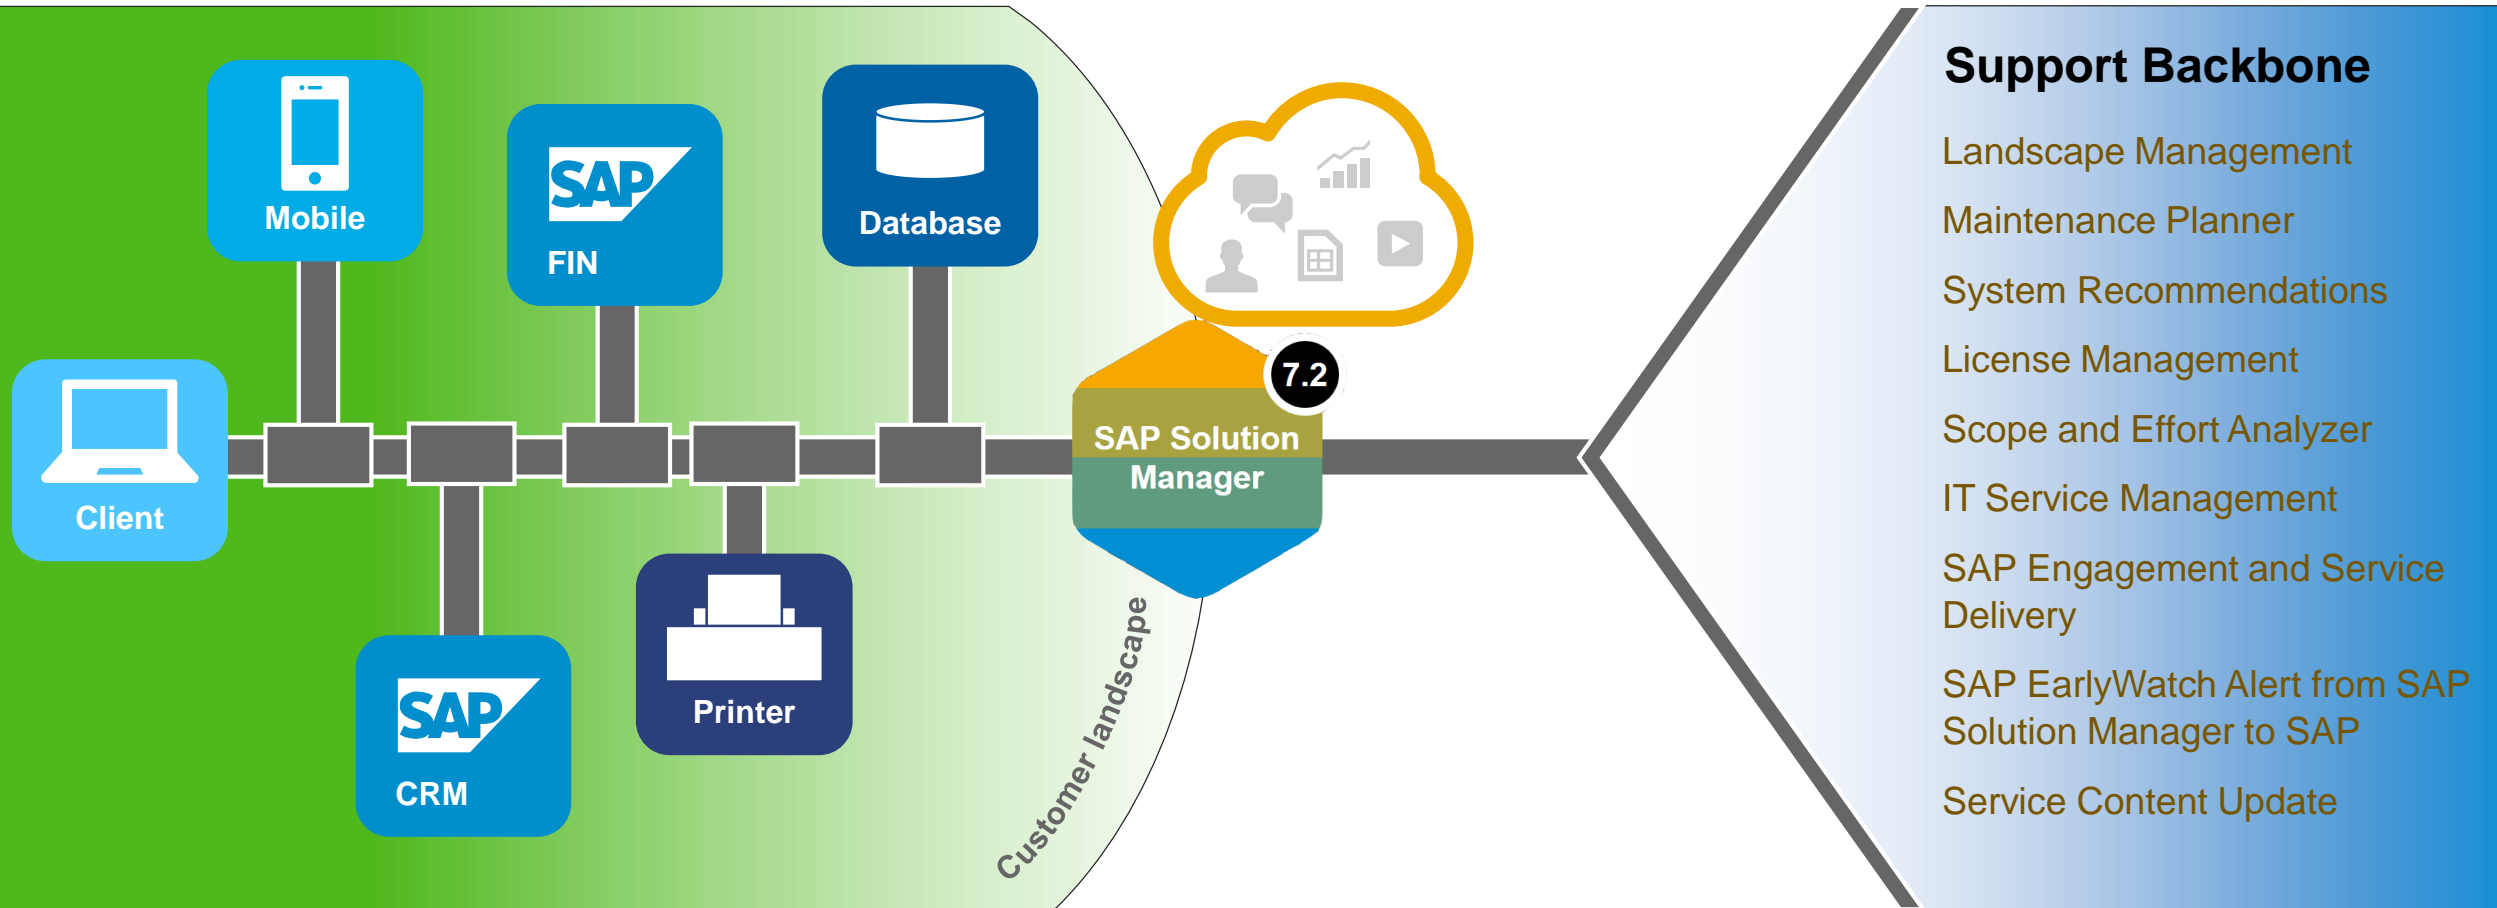 Mobile
SAP
FIN
Database
Client
SAP
CRM
Printer
7.2
SAP Solution
Manager
Customer landscape
Support Backbone
Landscape Management
Maintenance Planner
System Recommendations
License Management
Scope and Effort Analyzer
IT Service Management
SAP Engagement and Service
Delivery
SAP EarlyWatch Alert from SAP
Solution Manager to SAP
Service Content Update